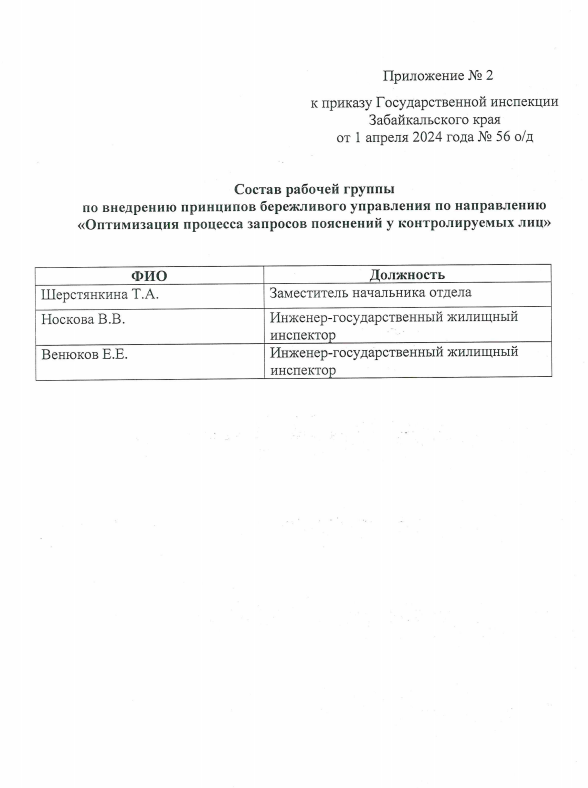 Приложение № 2
к приказу Государственной инспекции
Забайкальского края
от 1 апреля 2024 года № 56 о/д
Состав рабочей группы
по внедрению принципов бережливого управления по направлению
«Оптимизация процесса запросов пояснений у контролируемых лиц»
ФИО Должность
Шерстянкина Т.А. Заместитель начальника отдела
Носкова В.В. Инженер-государственный жилищный
инспектор
Венюков Е.Е. Инженер-государственный жилищный
инспектор